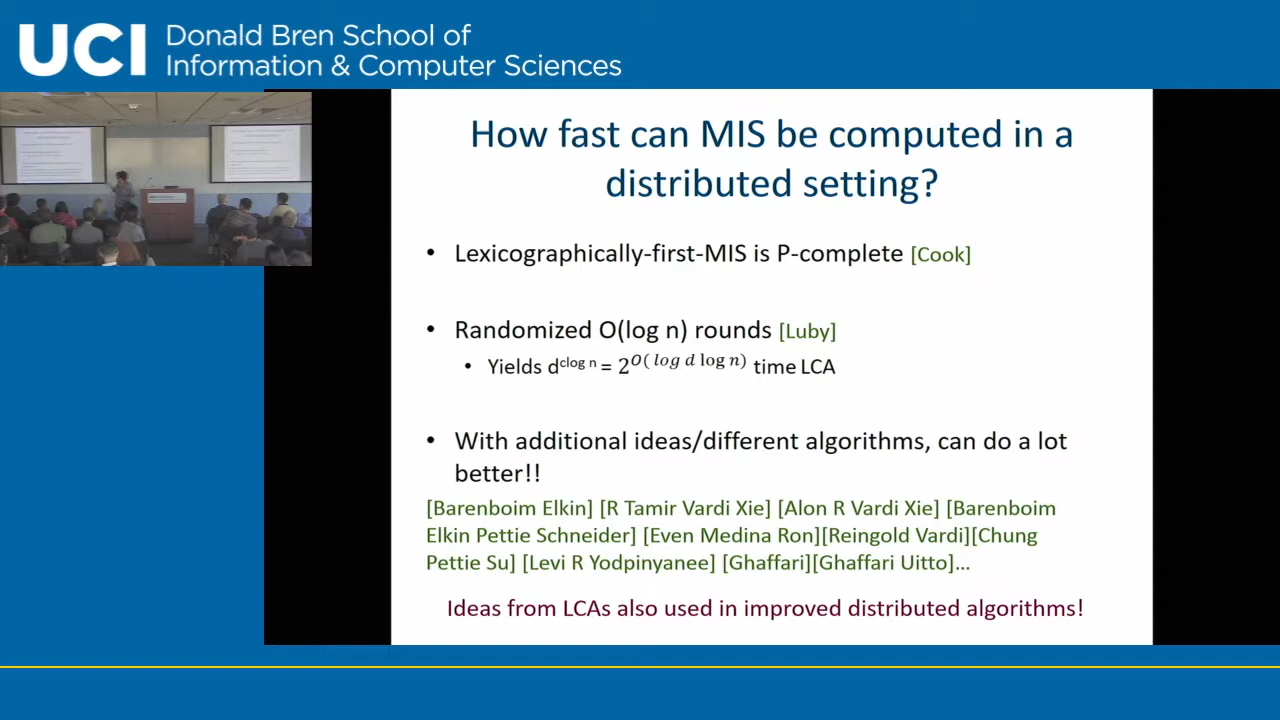 UCI
Donald Bren School of
Information & Computer Sciences
How fast can MIS be computed in a
distributed setting?
• Lexicographically-first-MIS is P-complete [Cook]
• Randomized O(log n) rounds [Luby]
• Yields d^{clog n} = 2^{O( log d log n)} time LCA
• With additional ideas/different algorithms, can do a lot
better!!
[Barenboim Elkin] [R Tamir Vardi Xie] [Alon R Vardi Xie] [Barenboim
Elkin Pettie Schneider] [Even Medina Ron][Reingold Vardi][Chung
Pettie Su] [Levi R Yodpinyanee] [Ghaffari][Ghaffari Uitto]…
Ideas from LCAs also used in improved distributed algorithms!